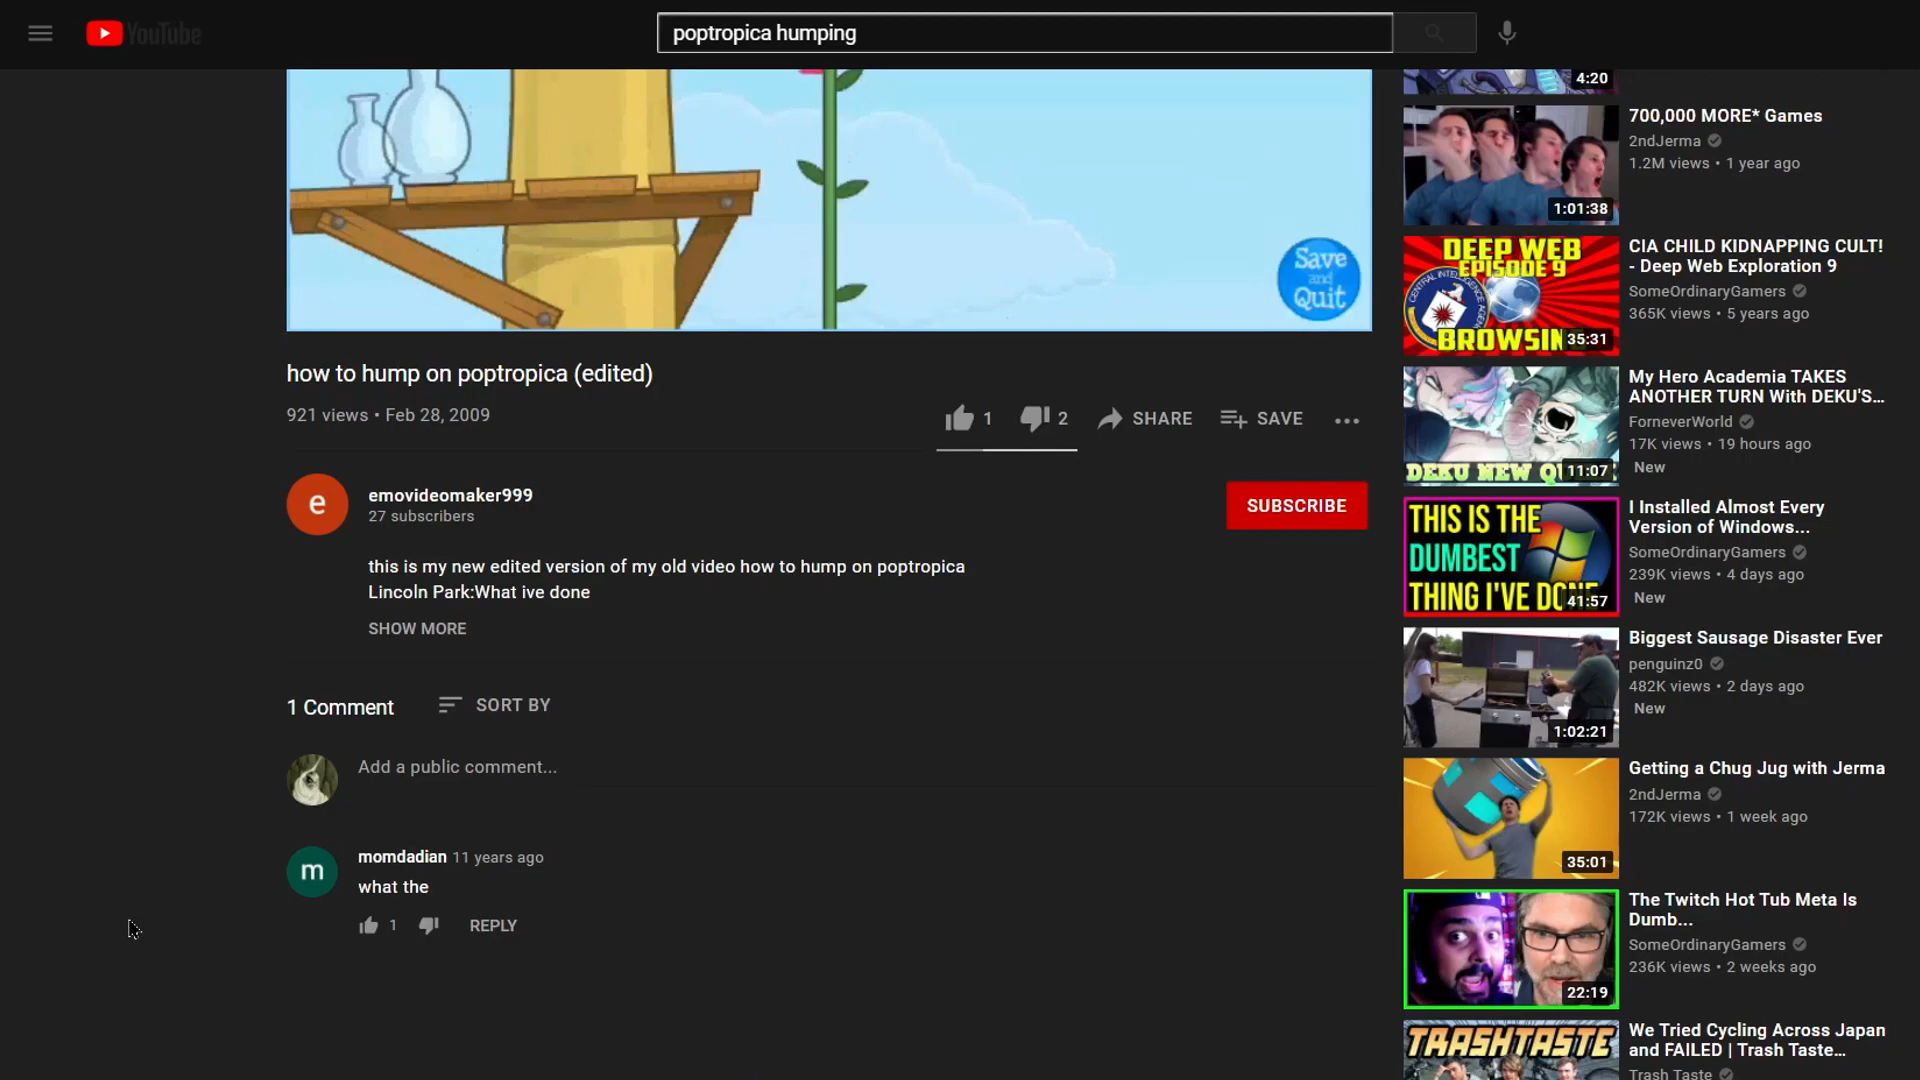 YouTube
poptropica humping
Save
and
Quit
how to hump on poptropica (edited)
921 views • Feb 28, 2009
1
2
SHARE
SAVE
e
emovideomaker999
27 subscribers
SUBSCRIBE
this is my new edited version of my old video how to hump on poptropica
Lincoln Park:What ive done
SHOW MORE
1 Comment
SORT BY
Add a public comment...
m
momdadian 11 years ago
what the
1
REPLY
4:20
700,000 MORE* Games
2ndJerma
1.2M views • 1 year ago
1:01:38
DEEP WEB
EPISODE 9
BROWSIN
35:31
CIA CHILD KIDNAPPING CULT!
- Deep Web Exploration 9
SomeOrdinaryGamers
365K views • 5 years ago
DEKU NEW Q
11:07
My Hero Academia TAKES
ANOTHER TURN With DEKU'S...
ForneverWorld
17K views • 19 hours ago
New
THIS IS THE
DUMBEST
THING I'VE DONE
41:57
I Installed Almost Every
Version of Windows...
SomeOrdinaryGamers
239K views • 4 days ago
New
1:02:21
Biggest Sausage Disaster Ever
penguinz0
482K views • 2 days ago
New
35:01
Getting a Chug Jug with Jerma
2ndJerma
172K views • 1 week ago
22:19
The Twitch Hot Tub Meta Is
Dumb...
SomeOrdinaryGamers
236K views • 2 weeks ago
TRASHTASTE
We Tried Cycling Across Japan
and FAILED | Trash Taste...
Trash Taste